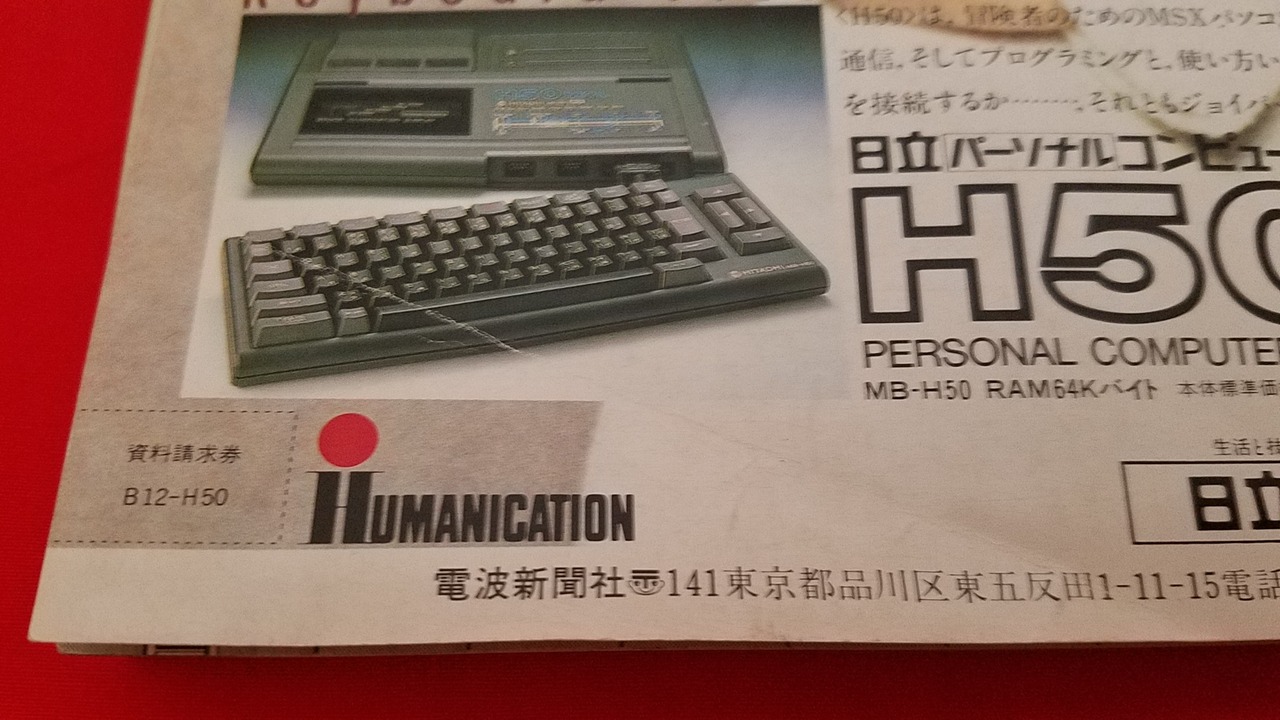 <H50>は、冒険者のためのMSXパソコ
通信。そしてプログラミングと、使い方い
を接続するか……、それともジョイパ
日立パーソナルコンピュー
H50
PERSONAL COMPUTE
MB-H50 RAM64Kバイト 本体標準価
H50
HITACHI
資料請求券
B12-H50
HUMANICATION
生活と技
日立
電波新聞社〠141東京都品川区東五反田1-11-15電話